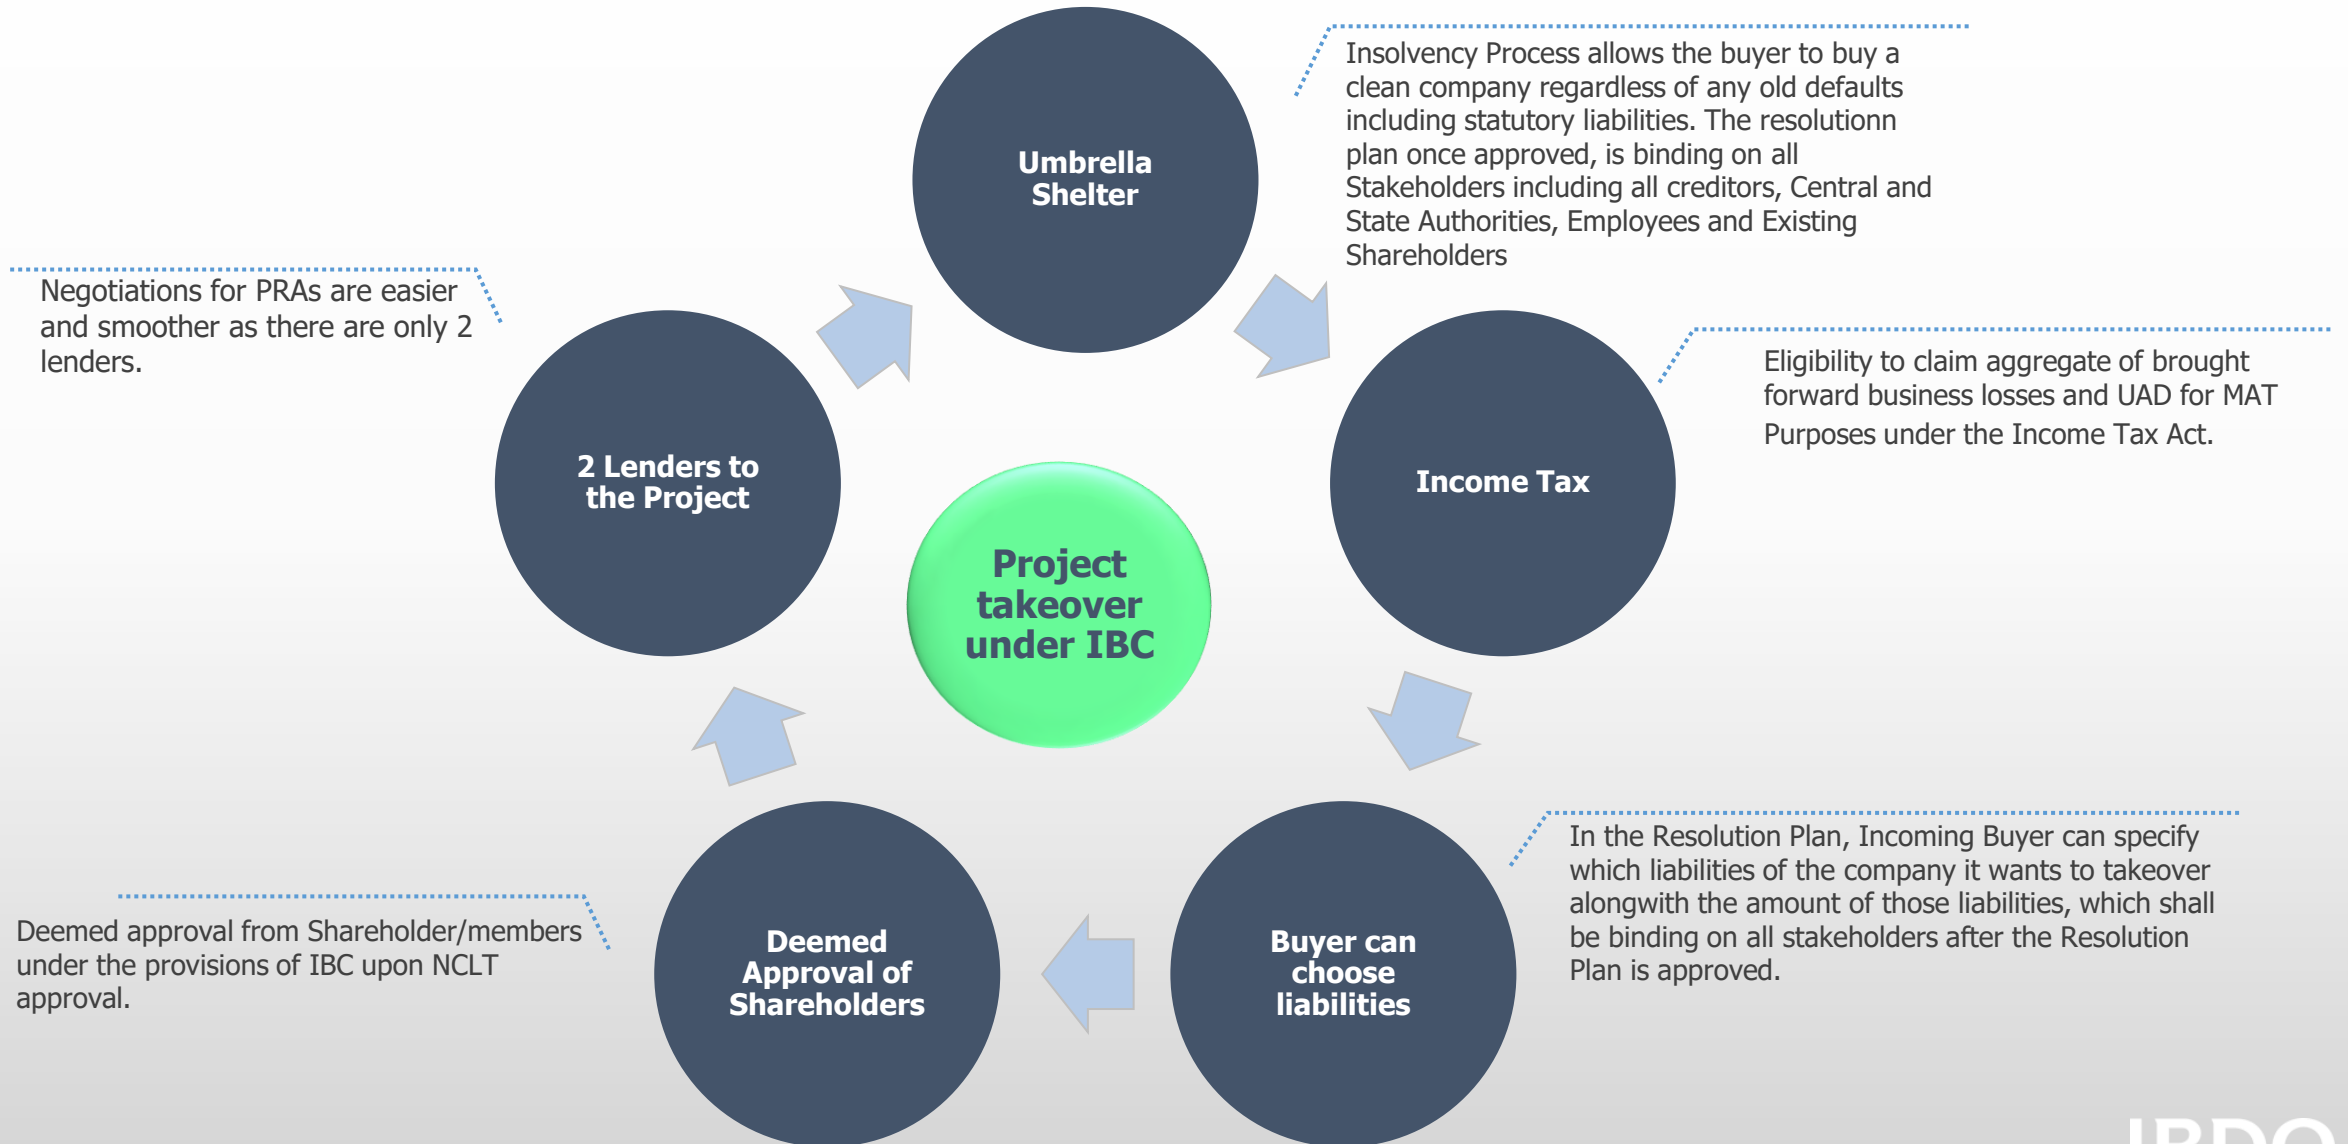 Umbrella
Shelter
Insolvency Process allows the buyer to buy a
clean company regardless of any old defaults
including statutory liabilities. The resolutionn
plan once approved, is binding on all
Stakeholders including all creditors, Central and
State Authorities, Employees and Existing
Shareholders
Negotiations for PRAs are easier
and smoother as there are only 2
lenders.
2 Lenders to
the Project
Income Tax
Eligibility to claim aggregate of brought
forward business losses and UAD for MAT
Purposes under the Income Tax Act.
Project
takeover
under IBC
Deemed approval from Shareholder/members
under the provisions of IBC upon NCLT
approval.
Deemed
Approval of
Shareholders
Buyer can
choose
liabilities
In the Resolution Plan, Incoming Buyer can specify
which liabilities of the company it wants to takeover
alongwith the amount of those liabilities, which shall
be binding on all stakeholders after the Resolution
Plan is approved.